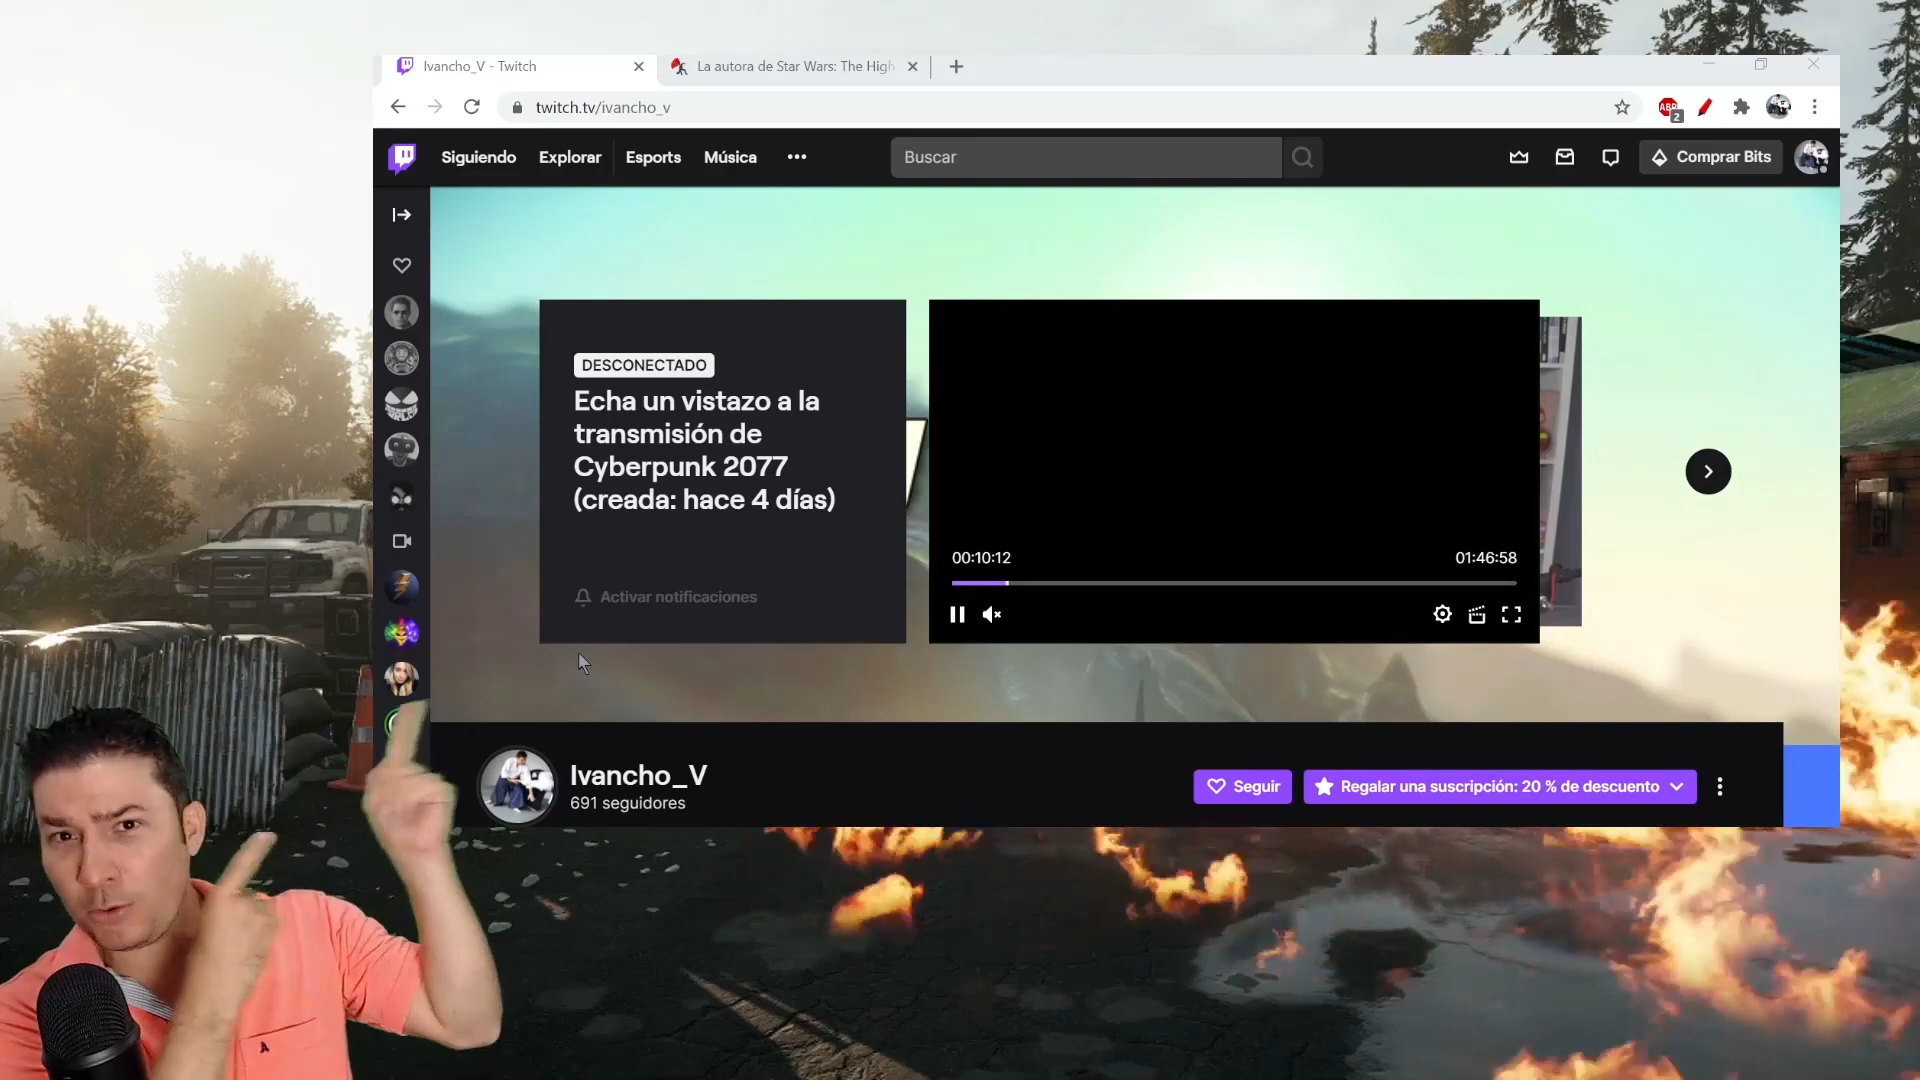 Ivancho_V - Twitch
La autora de Star Wars: The High
twitch.tv/ivancho_v
ABP
2
Siguiendo
Explorar
Esports
Música
Buscar
Comprar Bits
DESCONECTADO
Echa un vistazo a la
transmisión de
Cyberpunk 2077
(creada: hace 4 días)
Activar notificaciones
00:10:12
01:46:58
Ivancho_V
691 seguidores
Seguir
Regalar una suscripción: 20 % de descuento